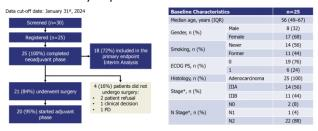 Data cut-off date: January 31st, 2024
Screened (n=30)
Registered (n=25)
25 (100%) completed neoadjuvant phase
18 (72%) included in the primary endpoint Interim Analysis
21 (84%) underwent surgery
4 (16%) patients did not undergo surgery:
- 2 patient refusal
- 1 clinical decision
- 1 PD
20 (95%) started adjuvant phase
Baseline Characteristics n=25
Median age, years (IQR) 56 (49-67)
Gender, n (%) Male 8 (32)
Female 17 (68)
Smoking, n (%) Never 14 (56)
Former 11 (44)
ECOG PS, n (%) 0 19 (76)
1 6 (24)
Histology, n (%) Adenocarcinoma 25 (100)
Stage*, n (%) IIIA 14 (56)
IIIB 11 (44)
N Stage*, n (%) N0 2 (8)
N1 1 (4)
N2 22 (88)